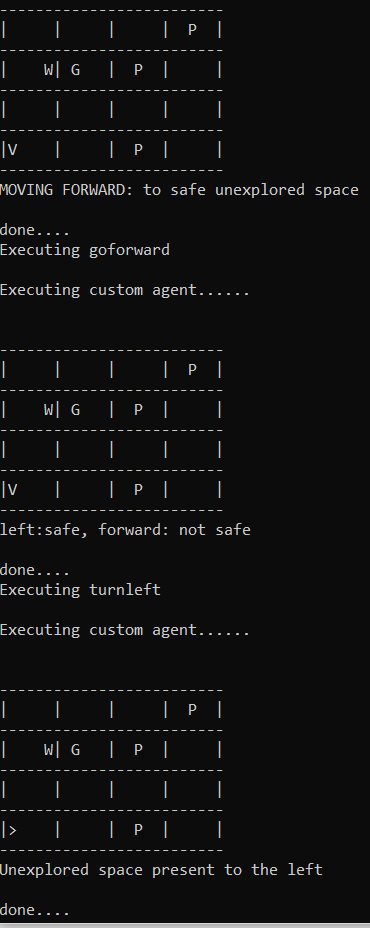 -------------------------
|     |     |     |  P  |
-------------------------
|    W| G   |  P  |     |
-------------------------
|     |     |     |     |
-------------------------
|V    |     |  P  |     |
-------------------------
MOVING FORWARD: to safe unexplored space
done....
Executing goforward
Executing custom agent......
-------------------------
|     |     |     |  P  |
-------------------------
|    W| G   |  P  |     |
-------------------------
|     |     |     |     |
-------------------------
|V    |     |  P  |     |
-------------------------
left:safe, forward: not safe
done....
Executing turnleft
Executing custom agent......
-------------------------
|     |     |     |  P  |
-------------------------
|    W| G   |  P  |     |
-------------------------
|     |     |     |     |
-------------------------
|>    |     |  P  |     |
-------------------------
Unexplored space present to the left
done....